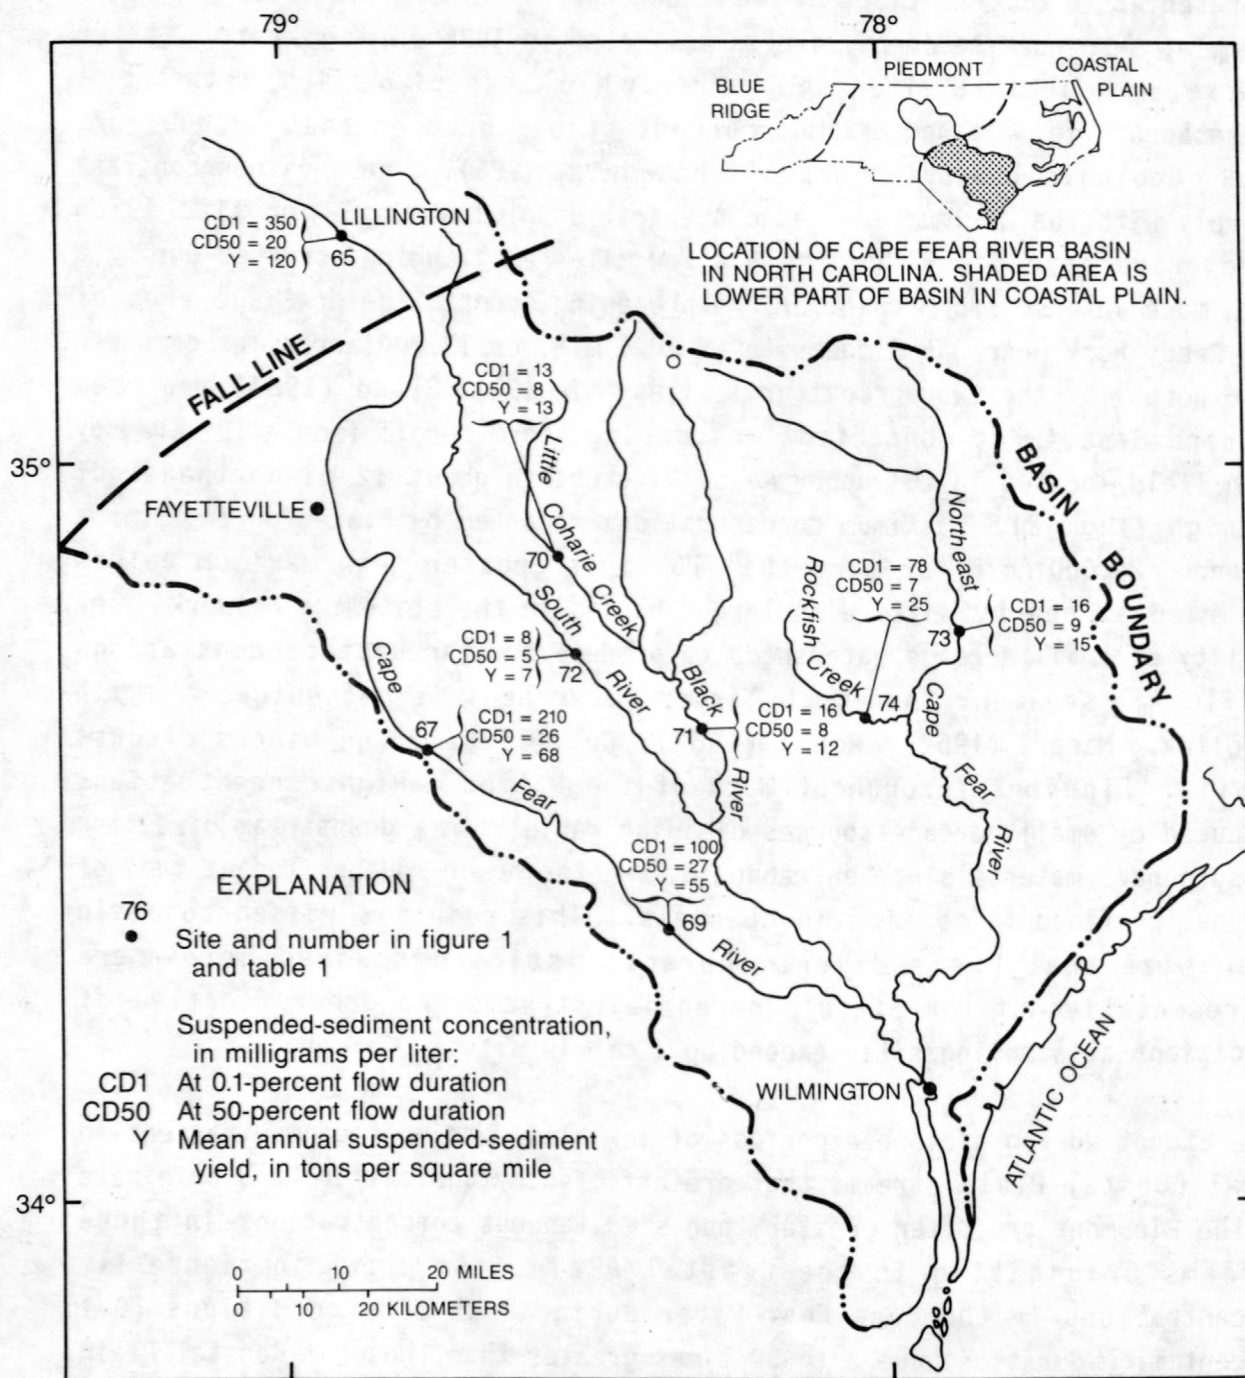 79°
78°
PIEDMONT
COASTAL
PLAIN
BLUE
RIDGE
LOCATION OF CAPE FEAR RIVER BASIN
IN NORTH CAROLINA. SHADED AREA IS
LOWER PART OF BASIN IN COASTAL PLAIN.
LILLINGTON
CD1 = 350
CD50 = 20
Y = 120
65
FALL LINE
CD1 = 13
CD50 = 8
Y = 13
Little
Coharie
Creek
70
35°
BASIN
BOUNDARY
FAYETTEVILLE
Northeast
Cape
Fear
River
CD1 = 78
CD50 = 7
Y = 25
Rockfish
Creek
74
73
CD1 = 16
CD50 = 9
Y = 15
South
River
CD1 = 8
CD50 = 5
Y = 7
72
Cape
Fear
River
67
CD1 = 210
CD50 = 26
Y = 68
Black
River
71
CD1 = 16
CD50 = 8
Y = 12
CD1 = 100
CD50 = 27
Y = 55
69
EXPLANATION
76
Site and number in figure 1
and table 1
Suspended-sediment concentration,
in milligrams per liter:
CD1 At 0.1-percent flow duration
CD50 At 50-percent flow duration
Y Mean annual suspended-sediment
yield, in tons per square mile
WILMINGTON
ATLANTIC OCEAN
34°
0 10 20 MILES
0 10 20 KILOMETERS